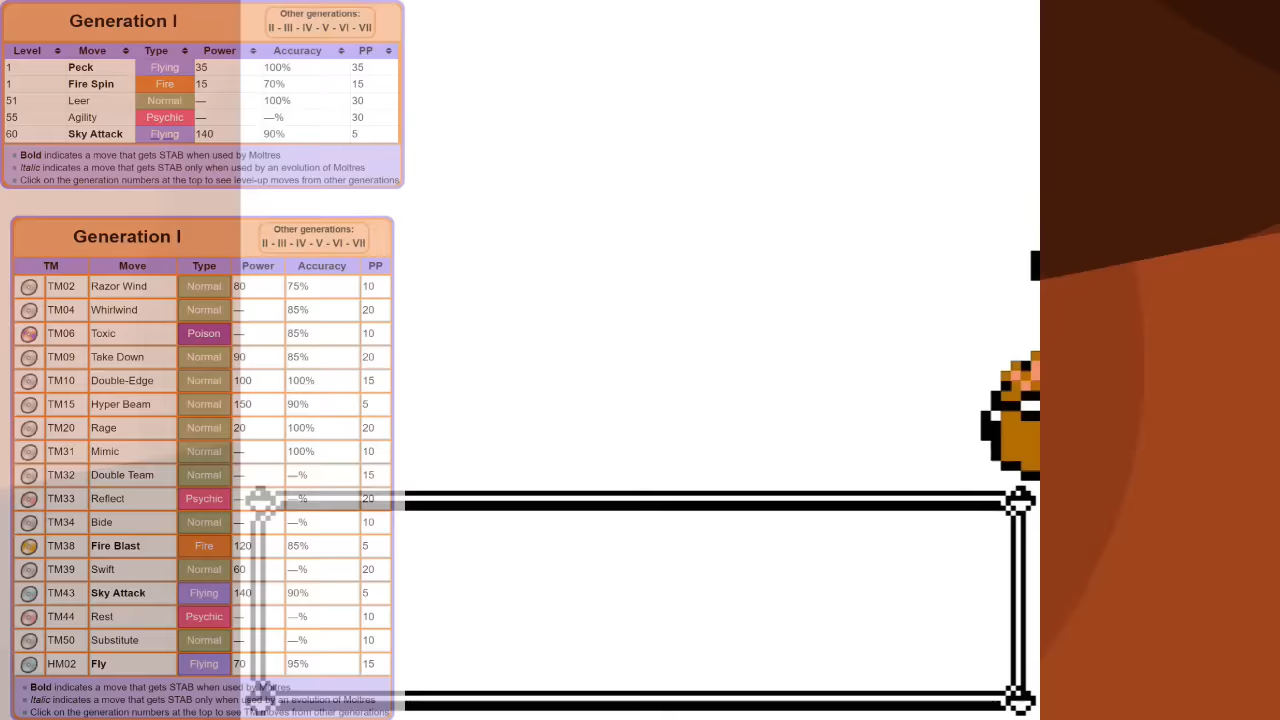 Generation I
Other generations:
II - III - IV - V - VI - VII
Level Move Type Power Accuracy PP
1 Peck Flying 35 100% 35
1 Fire Spin Fire 15 70% 15
51 Leer Normal — 100% 30
55 Agility Psychic — —% 30
60 Sky Attack Flying 140 90% 5
Bold indicates a move that gets STAB when used by Moltres
Italic indicates a move that gets STAB only when used by an evolution of Moltres
Click on the generation numbers at the top to see level-up moves from other generations
Generation I
Other generations:
II - III - IV - V - VI - VII
TM Move Type Power Accuracy PP
TM02 Razor Wind Normal 80 75% 10
TM04 Whirlwind Normal — 85% 20
TM06 Toxic Poison — 85% 10
TM09 Take Down Normal 90 85% 20
TM10 Double-Edge Normal 100 100% 15
TM15 Hyper Beam Normal 150 90% 5
TM20 Rage Normal 20 100% 20
TM31 Mimic Normal — 100% 10
TM32 Double Team Normal — —% 15
TM33 Reflect Psychic — —% 20
TM34 Bide Normal — —% 10
TM38 Fire Blast Fire 120 85% 5
TM39 Swift Normal 60 —% 20
TM43 Sky Attack Flying 140 90% 5
TM44 Rest Psychic — —% 10
TM50 Substitute Normal — —% 10
HM02 Fly Flying 70 95% 15
Bold indicates a move that gets STAB when used by Moltres
Italic indicates a move that gets STAB only when used by an evolution of Moltres
Click on the generation numbers at the top to see TM moves from other generations